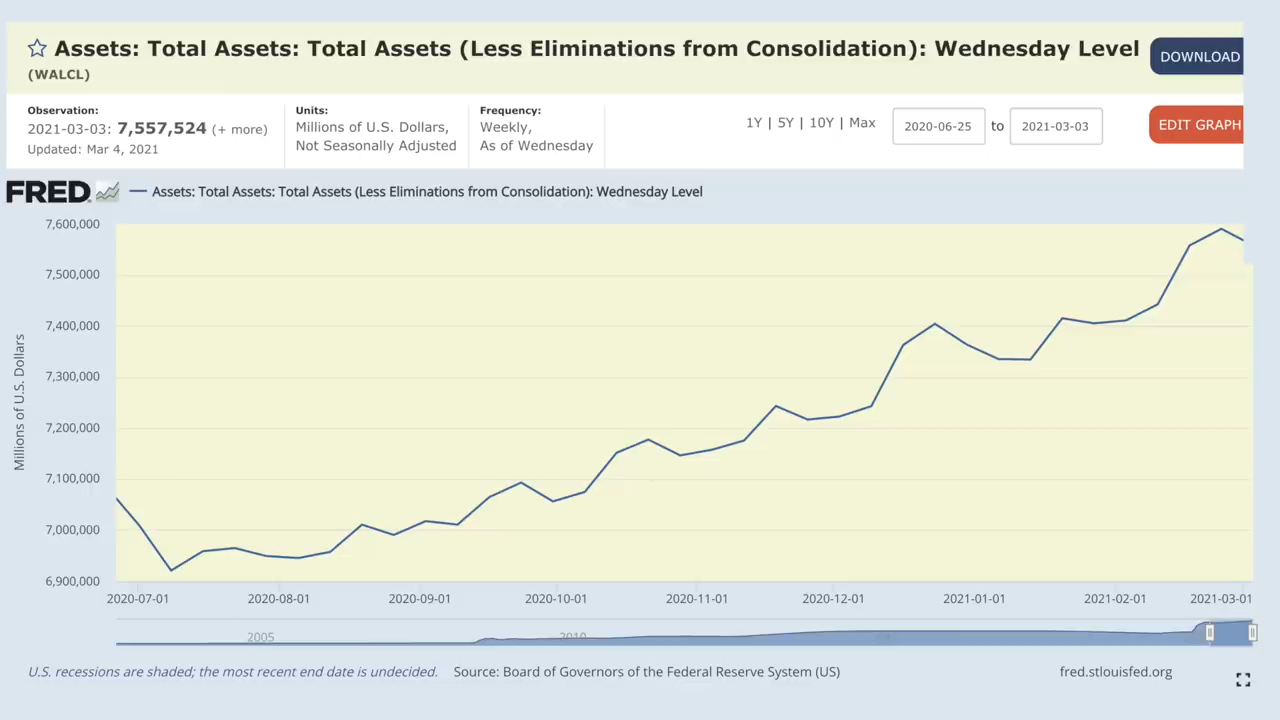 Assets: Total Assets: Total Assets (Less Eliminations from Consolidation): Wednesday Level
DOWNLOAD
(WALCL)
Observation:
2021-03-03: 7,557,524 (+ more)
Updated: Mar 4, 2021
Units:
Millions of U.S. Dollars,
Not Seasonally Adjusted
Frequency:
Weekly,
As of Wednesday
1Y | 5Y | 10Y | Max
2020-06-25 to 2021-03-03
EDIT GRAPH
FRED
Assets: Total Assets: Total Assets (Less Eliminations from Consolidation): Wednesday Level
Millions of U.S. Dollars
7,600,000
7,500,000
7,400,000
7,300,000
7,200,000
7,100,000
7,000,000
6,900,000
2020-07-01 2020-08-01 2020-09-01 2020-10-01 2020-11-01 2020-12-01 2021-01-01 2021-02-01 2021-03-01
2005 2010
U.S. recessions are shaded; the most recent end date is undecided. Source: Board of Governors of the Federal Reserve System (US) fred.stlouisfed.org